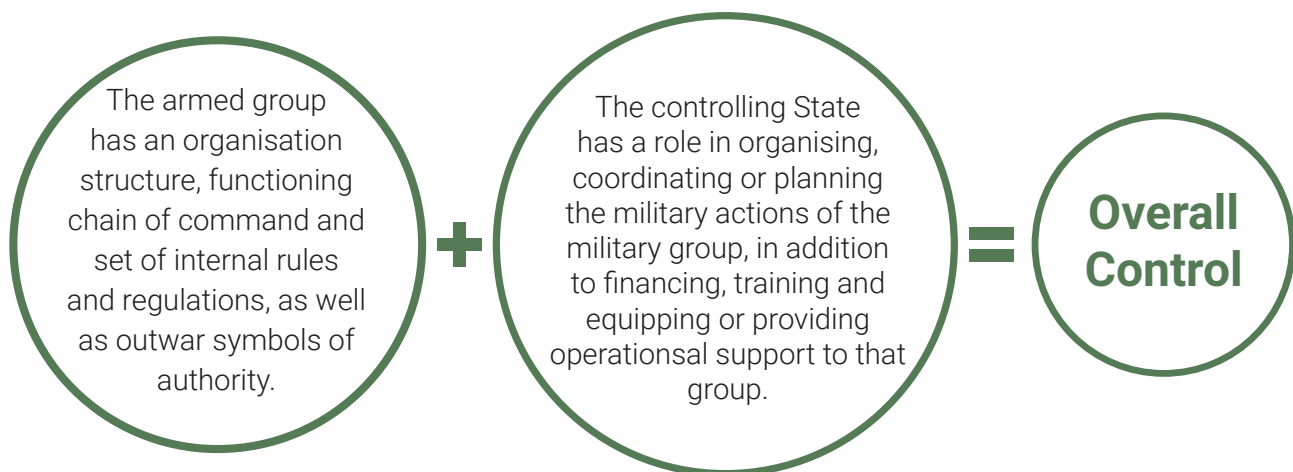 The armed group
has an organisation
structure, functioning
chain of command and
set of internal rules
and regulations, as well
as outwar symbols of
authority.
+
The controlling State
has a role in organising,
coordinating or planning
the military actions of the
military group, in addition
to financing, training and
equipping or providing
operationsal support to that
group.
=
Overall
Control